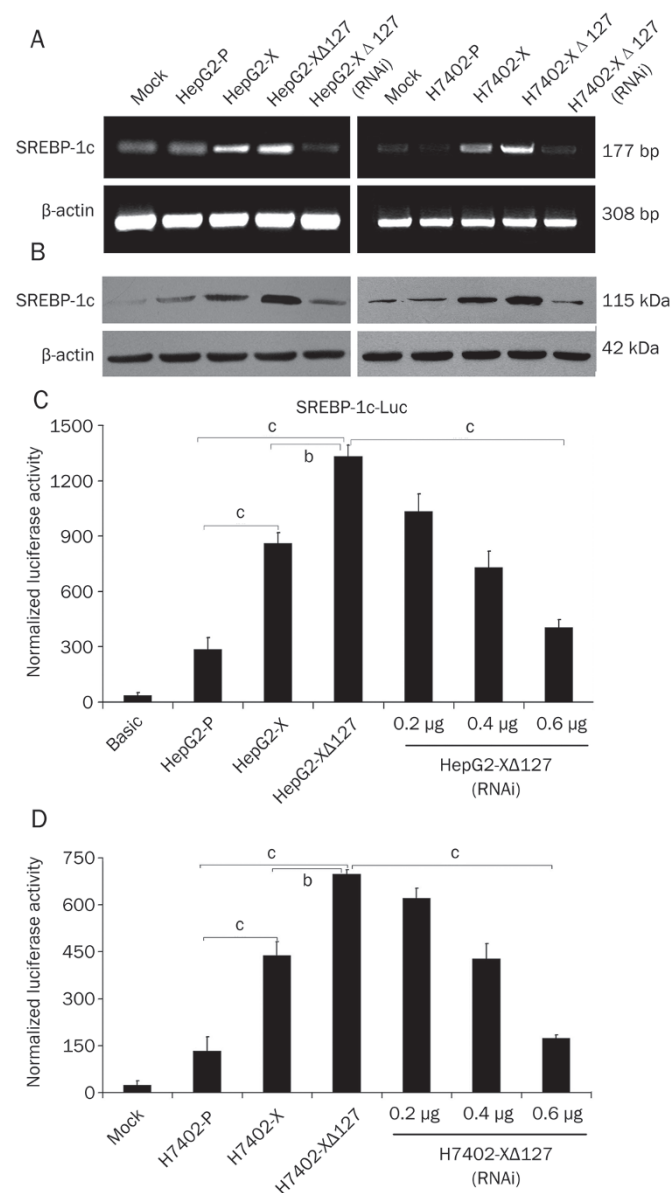 A
Mock
HepG2-P
HepG2-X
HepG2-XΔ127
HepG2-XΔ127
(RNAi)
Mock
H7402-P
H7402-X
H7402-XΔ127
H7402-XΔ127
(RNAi)
SREBP-1c
177 bp
β-actin
308 bp
B
SREBP-1c
115 kDa
β-actin
42 kDa
C
SREBP-1c-Luc
Normalized luciferase activity
1500
1200
900
600
300
0
c
c
b
c
Basic
HepG2-P
HepG2-X
HepG2-XΔ127
0.2 μg
0.4 μg
0.6 μg
HepG2-XΔ127
(RNAi)
D
Normalized luciferase activity
750
600
450
300
150
0
c
c
b
c
Mock
H7402-P
H7402-X
H7402-XΔ127
0.2 μg
0.4 μg
0.6 μg
H7402-XΔ127
(RNAi)